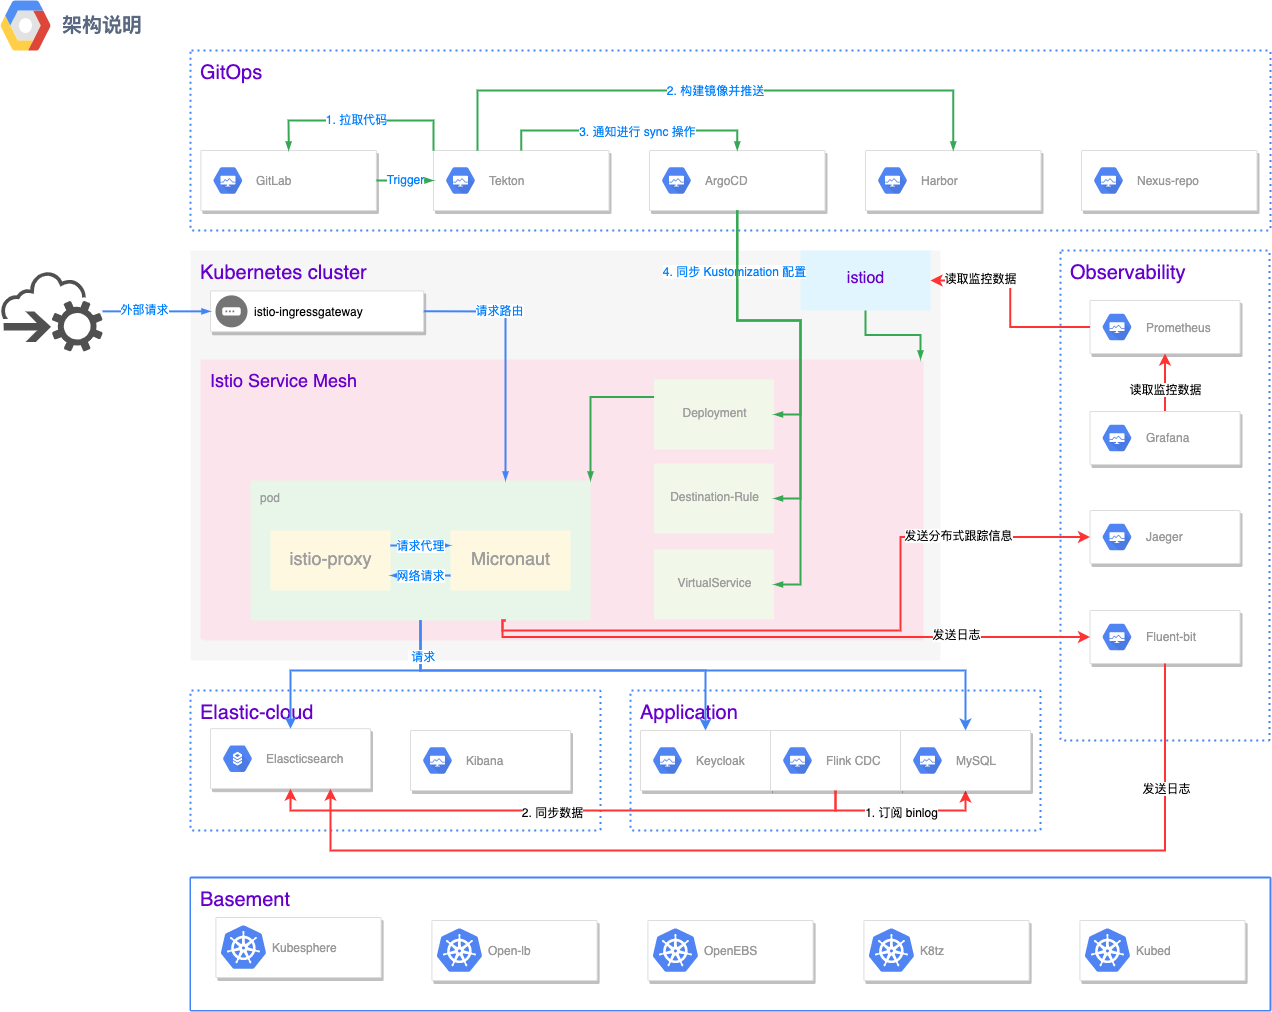 架构说明
GitOps
2. 构建镜像并推送
1. 拉取代码
3. 通知进行 sync 操作
GitLab
Trigger
Tekton
ArgoCD
Harbor
Nexus-repo
Kubernetes cluster
4. 同步 Kustomization 配置
istiod
读取监控数据
Observability
外部请求
istio-ingressgateway
请求路由
Prometheus
Istio Service Mesh
读取监控数据
Deployment
Grafana
pod
Destination-Rule
发送分布式跟踪信息
Jaeger
istio-proxy
请求代理
网络请求
Micronaut
VirtualService
发送日志
Fluent-bit
请求
Elastic-cloud
Application
Elascticsearch
Kibana
Keycloak
Flink CDC
MySQL
发送日志
2. 同步数据
1. 订阅 binlog
Basement
Kubesphere
Open-lb
OpenEBS
K8tz
Kubed